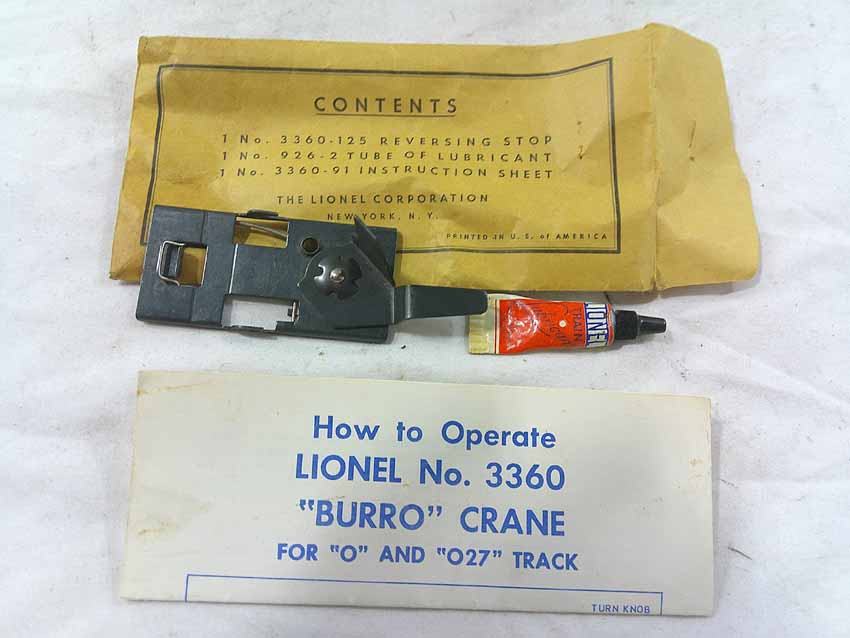 CONTENTS
1 No. 3360-125 REVERSING STOP
1 No. 926-2 TUBE OF LUBRICANT
1 No. 3360-91 INSTRUCTION SHEET
THE LIONEL CORPORATION
NEW YORK, N. Y.
PRINTED IN U. S. of AMERICA
TRAIN
LIONEL
How to Operate
LIONEL No. 3360
"BURRO" CRANE
FOR "O" AND "O27" TRACK
TURN KNOB